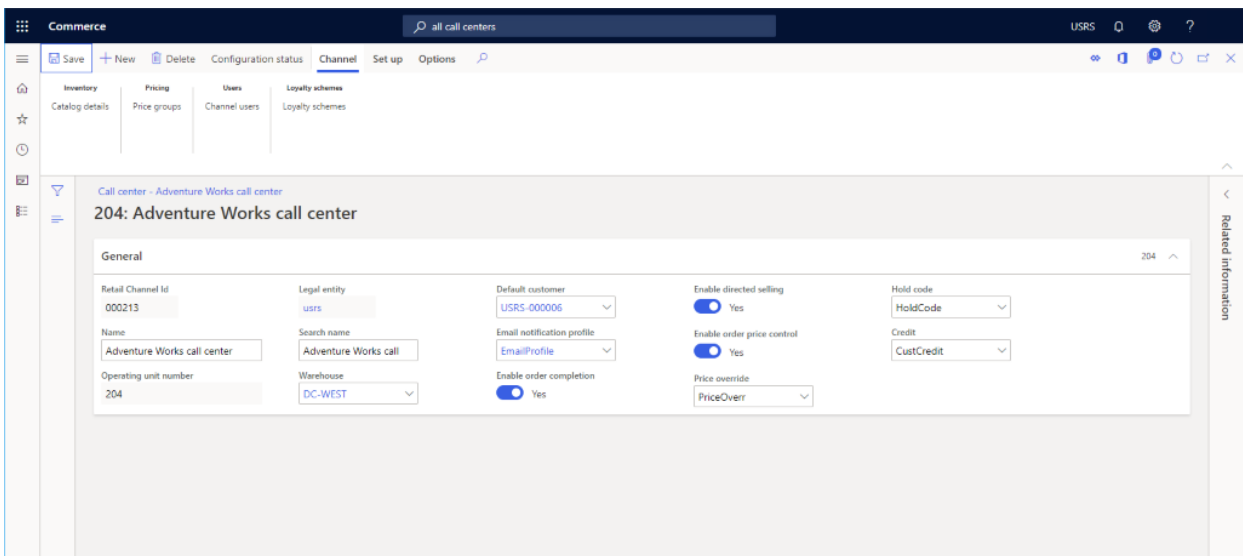 Commerce
all call centers
USRS
?
Save
New
Delete
Configuration status
Channel
Set up
Options
0
Inventory
Pricing
Users
Loyalty schemes
Catalog details
Price groups
Channel users
Loyalty schemes
Call center - Adventure Works call center
204: Adventure Works call center
General
204
Retail Channel Id
Legal entity
Default customer
Enable directed selling
Hold code
000213
usrs
USRS-000006
Yes
HoldCode
Name
Search name
Email notification profile
Enable order price control
Credit
Adventure Works call center
Adventure Works call
EmailProfile
Yes
CustCredit
Operating unit number
Warehouse
Enable order completion
Price override
204
DC-WEST
Yes
PriceOverr
Related information